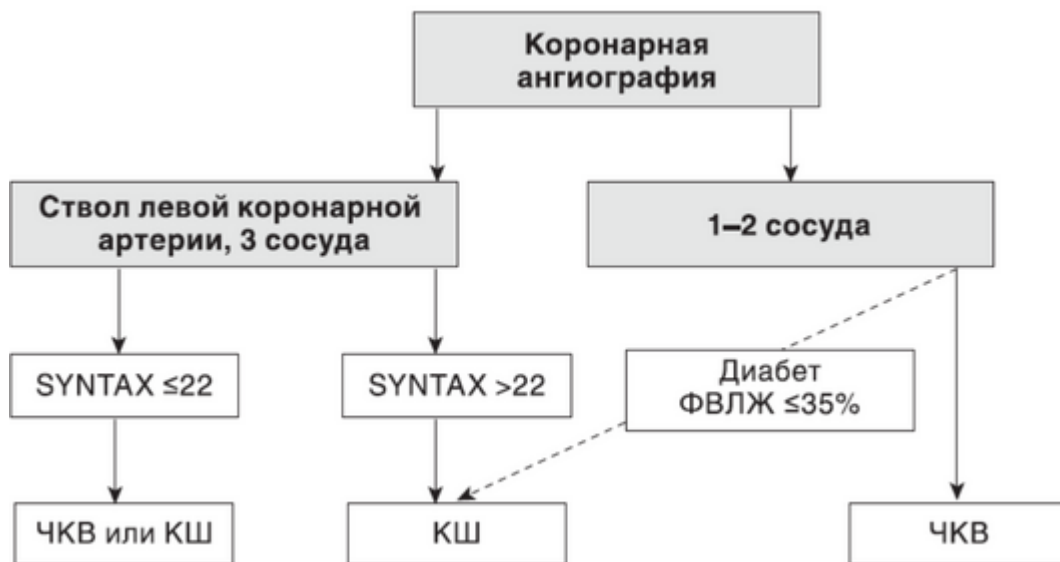 Коронарная
ангиография
Ствол левой коронарной
артерии, 3 сосуда
1–2 сосуда
SYNTAX ≤22
SYNTAX >22
Диабет
ФВЛЖ ≤35%
ЧКВ или КШ
КШ
ЧКВ